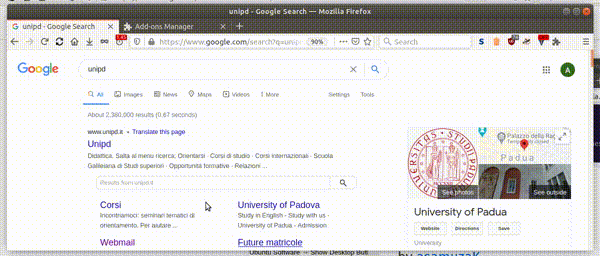 unipd - Google Search — Mozilla Firefox
unipd - Google Search
Add-ons Manager
https://www.google.com/search?q=unip
90%
Search
Google
unipd
A
All
Images
News
Maps
Videos
More
Settings
Tools
About 2,380,000 results (0.67 seconds)
www.unipd.it
Translate this page
Unipd
Didattica. Salta al menu ricerca; Orientarsi · Corsi di studio · Corsi internazionali · Scuola
Galileiana di Studi superiori · Opportunità formative · Relazioni ...
Results from unipd.it
Corsi
Incontriamoci: seminari tematici di
orientamento. Per aiutare ...
University of Padova
Study in English · Study with us ·
University of Padua · Admission
Webmail
Future matricole
Palazzo della Ra
Padua
See photos
See outside
University of Padua
Website
Directions
Save
University
Ubuntu Software → Show Desktop But
by acamuzaK